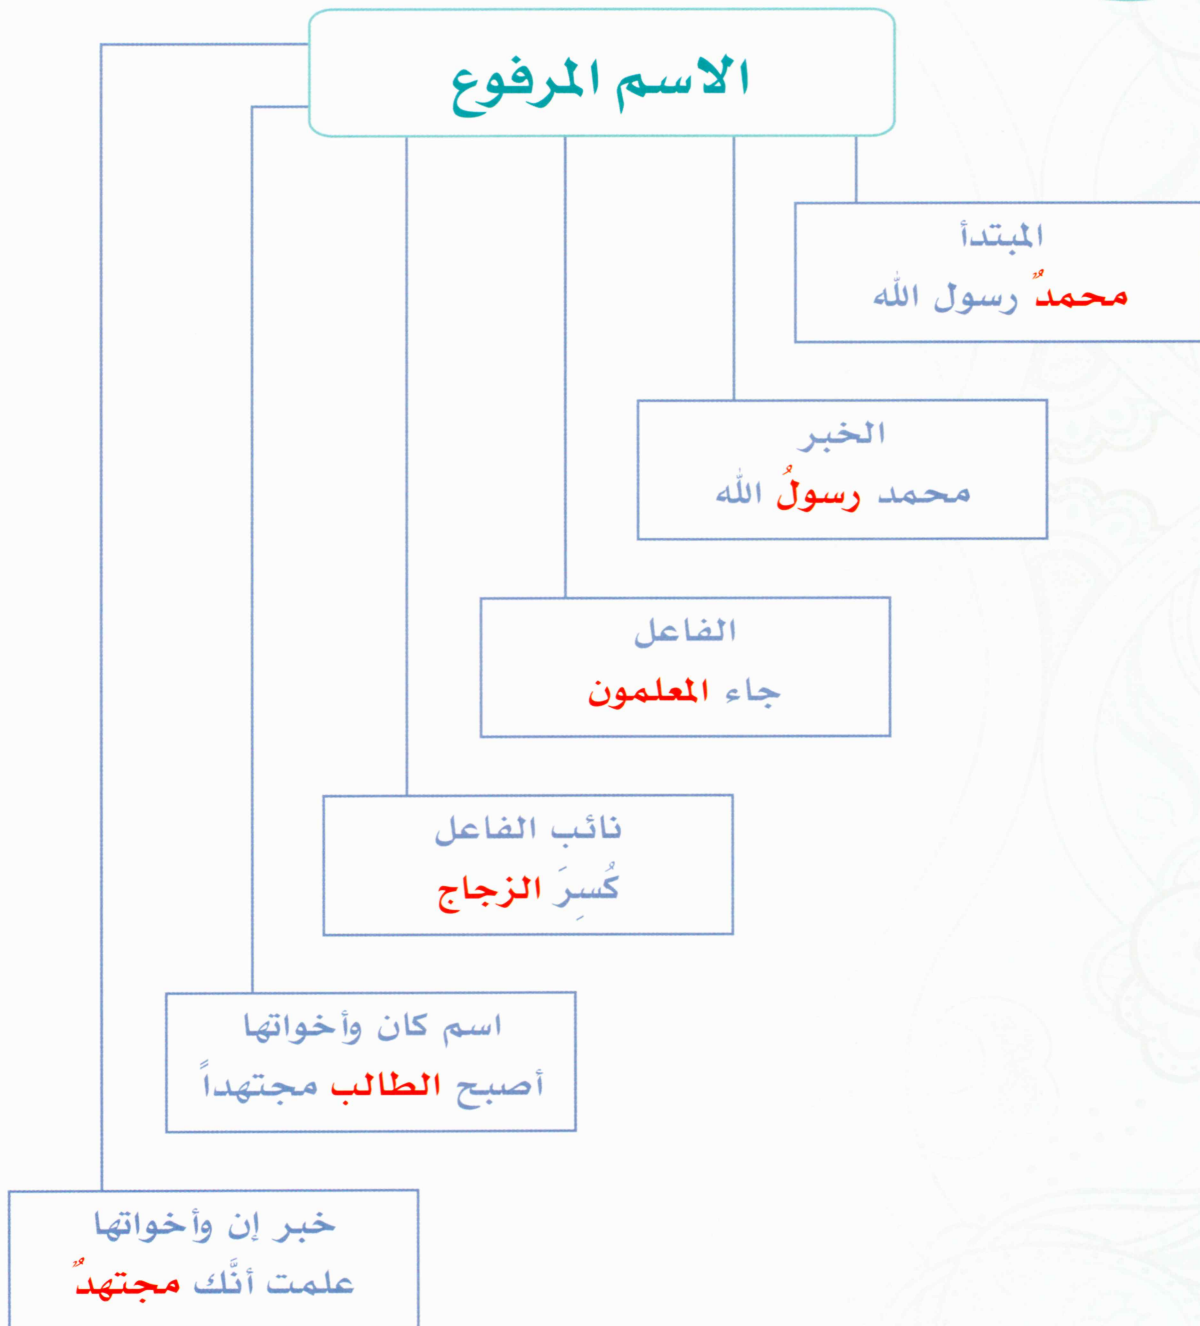 الاسم المرفوع
المبتدأ
محمدٌ رسول الله
الخبر
محمد رسولُ الله
الفاعل
جاء المعلمون
نائب الفاعل
كُسِرَ الزجاج
اسم كان وأخواتها
أصبح الطالب مجتهداً
خبر إن وأخواتها
علمت أنَّك مجتهدٌ